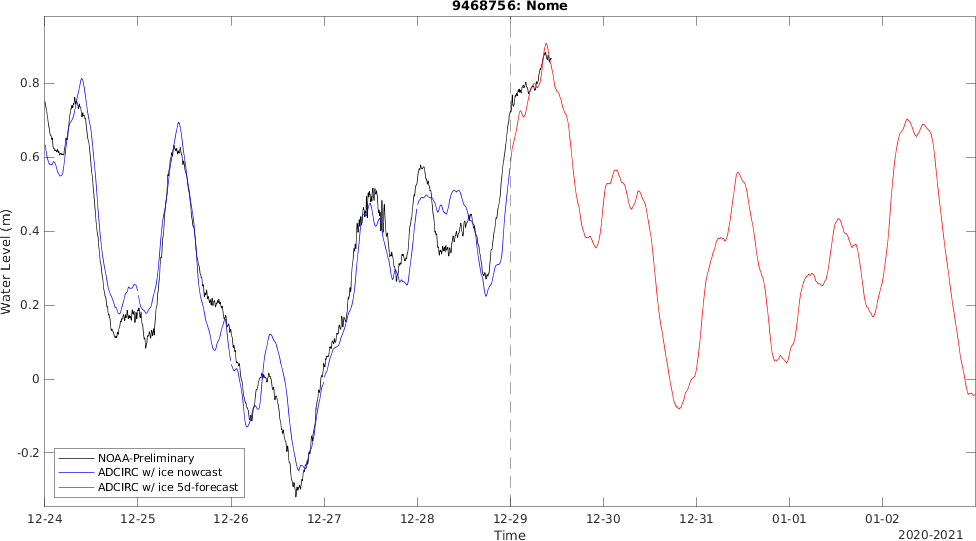 9468756: Nome
Water Level (m)
0.8
0.6
0.4
0.2
0
-0.2
NOAA-Preliminary
ADCIRC w/ ice nowcast
ADCIRC w/ ice 5d-forecast
12-24 12-25 12-26 12-27 12-28 12-29 12-30 12-31 01-01 01-02
Time
2020-2021